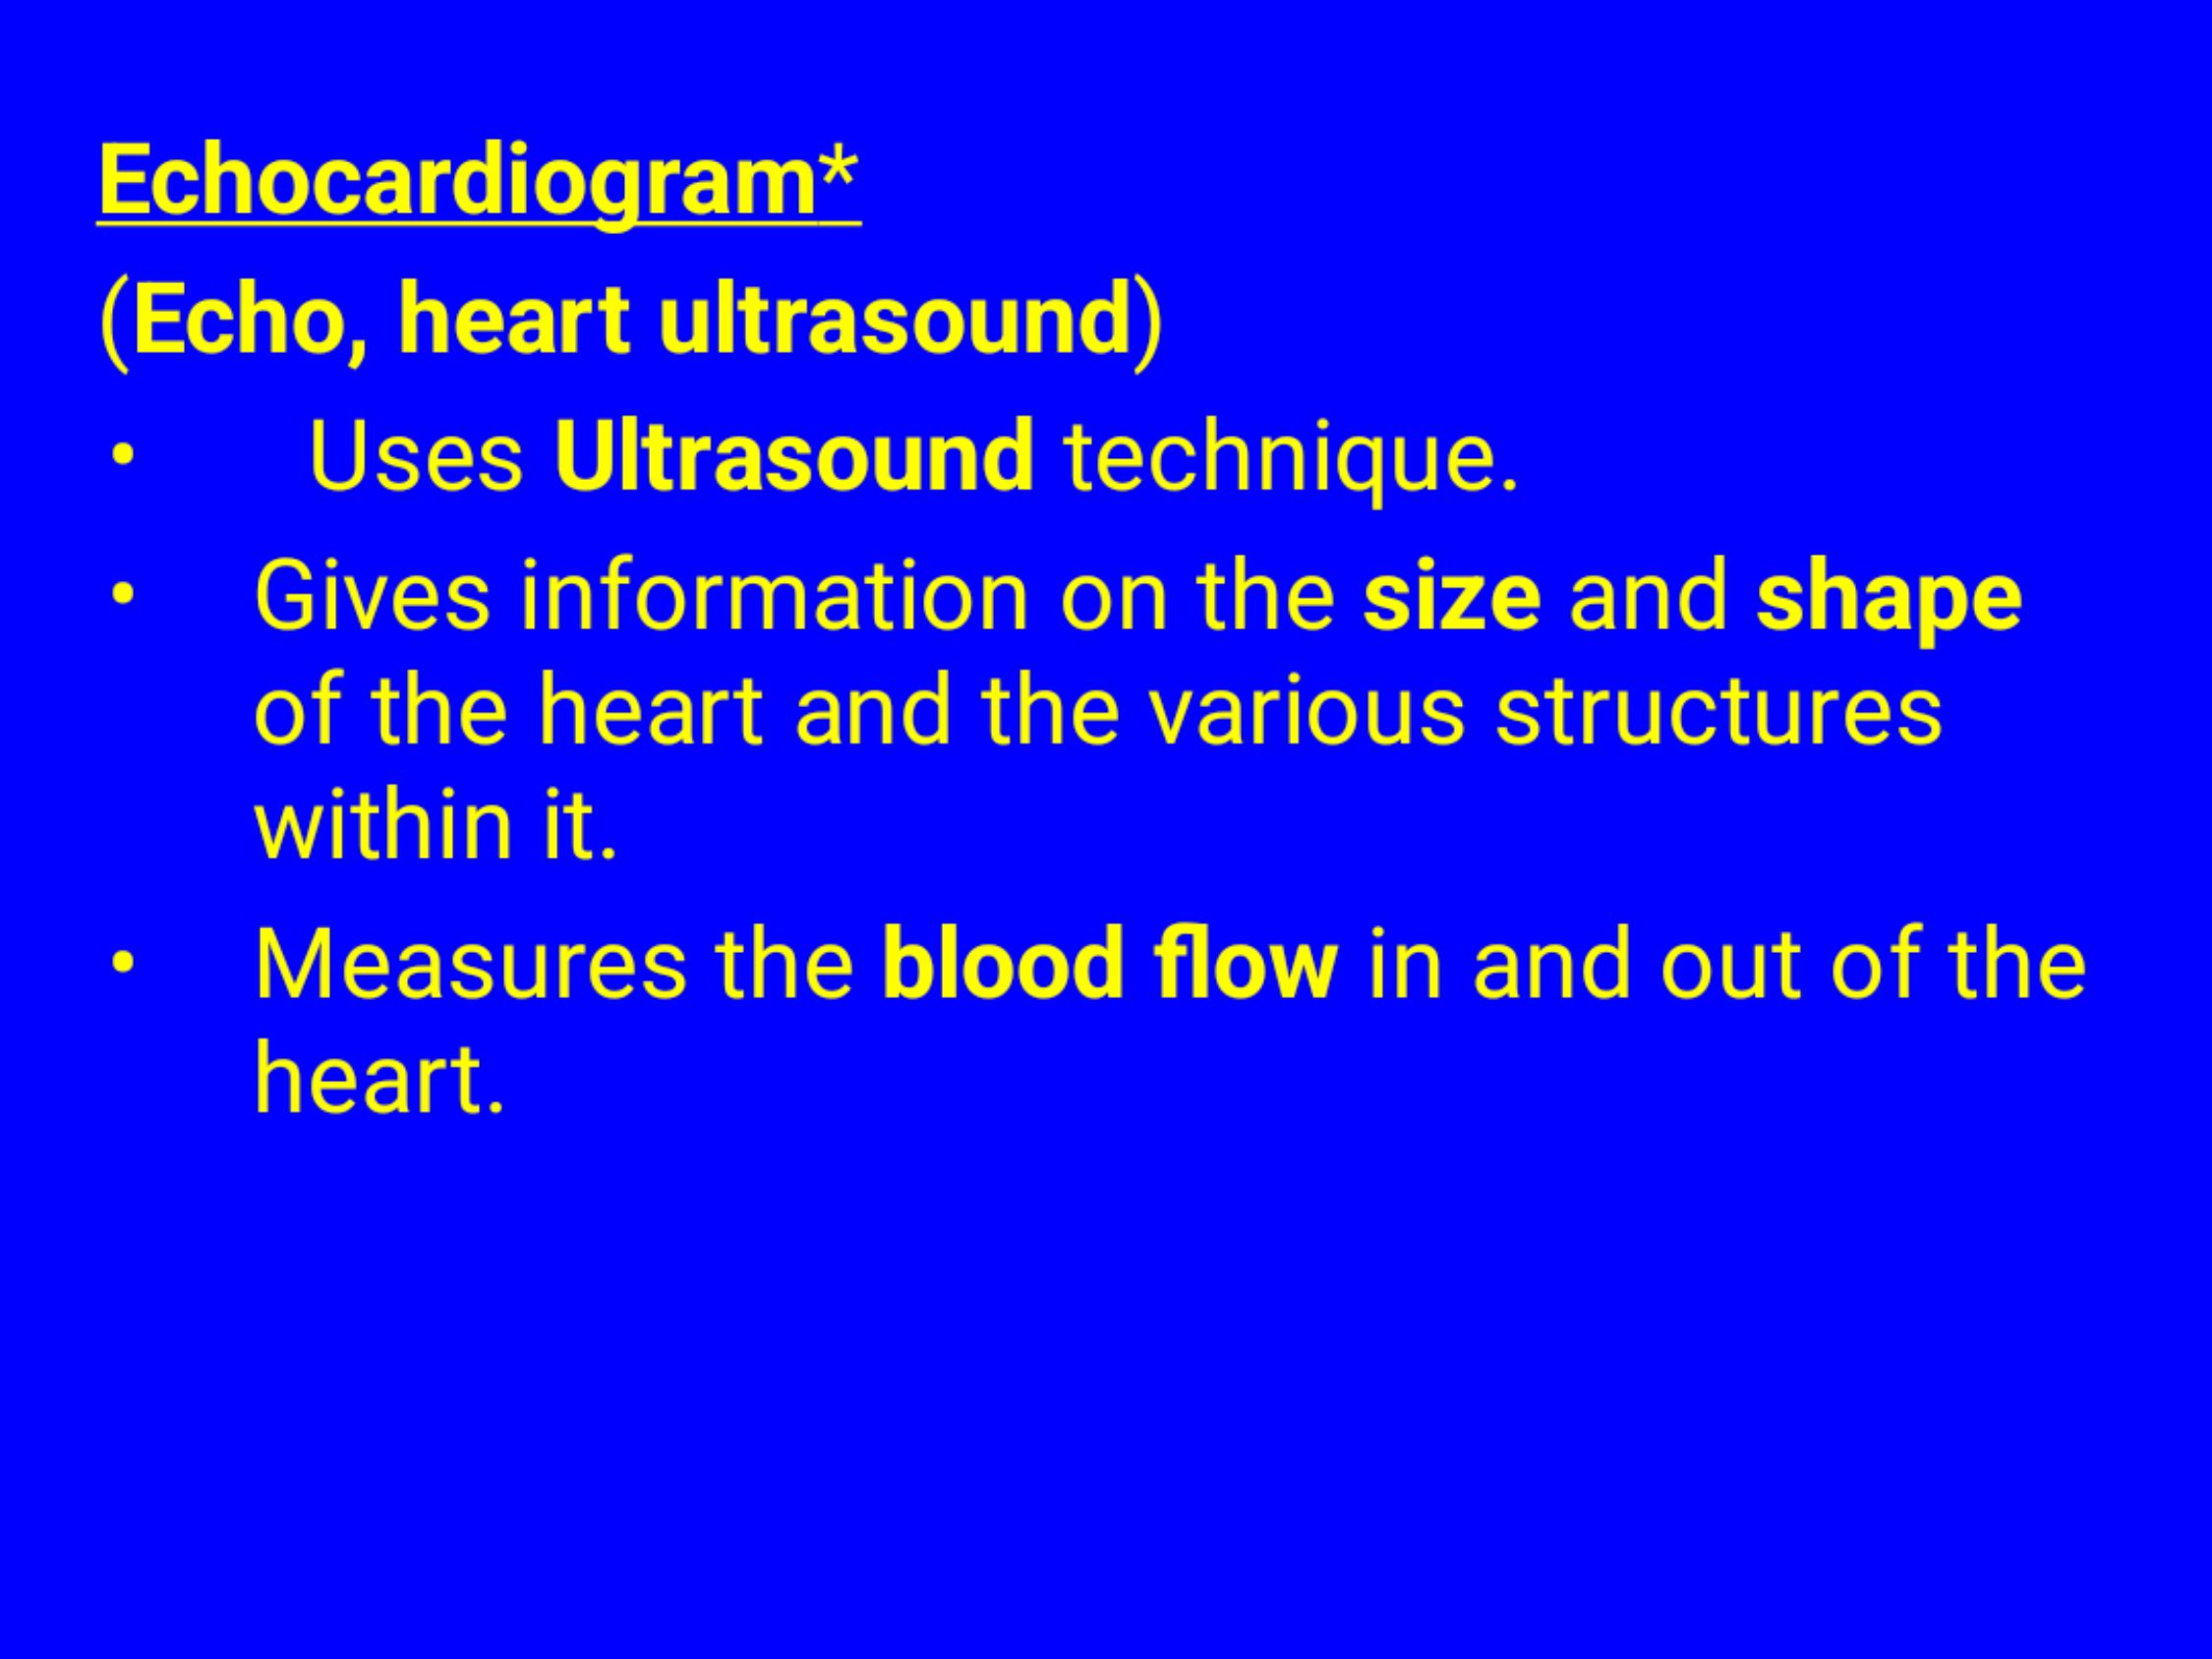 Echocardiogram*
(Echo, heart ultrasound)
• Uses Ultrasound technique.
• Gives information on the size and shape
of the heart and the various structures
within it.
• Measures the blood flow in and out of the
heart.